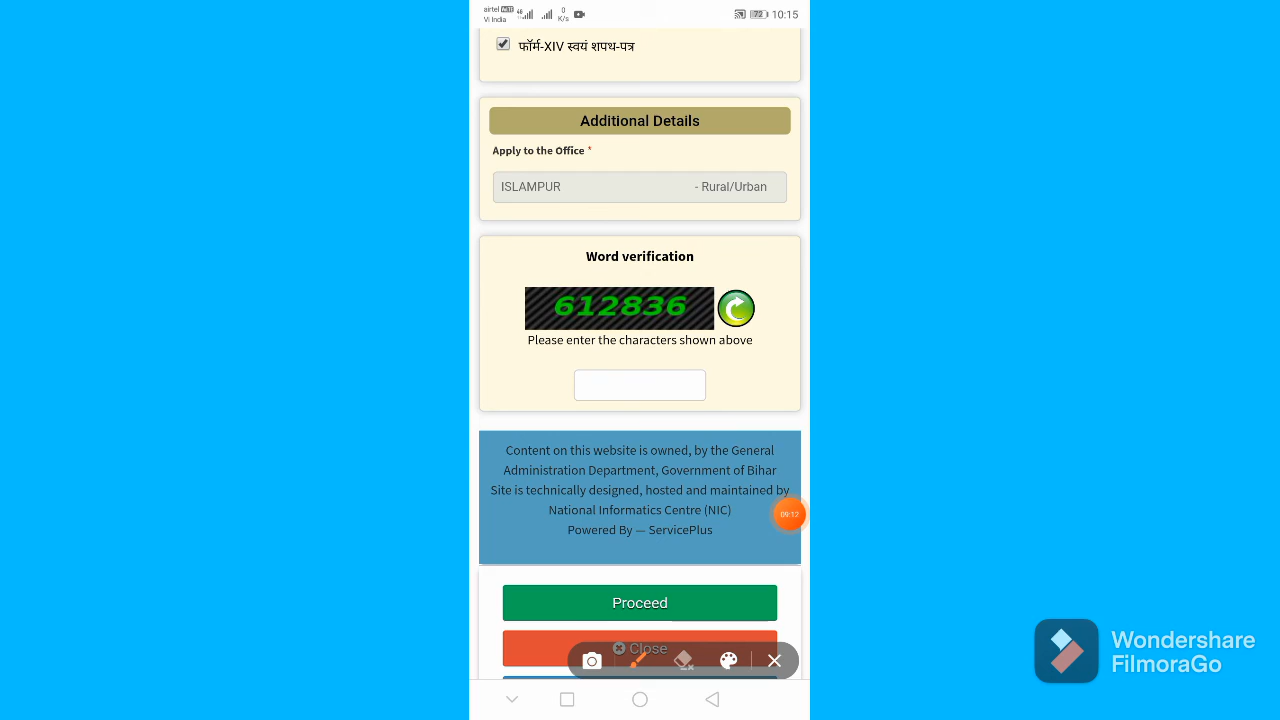 airtel VoLTE 4G 0 72 10:15
Vi India K/s
फॉर्म-XIV स्वयं शपथ-पत्र
Additional Details
Apply to the Office *
ISLAMPUR - Rural/Urban
Word verification
612836
Please enter the characters shown above
Content on this website is owned, by the General
Administration Department, Government of Bihar
Site is technically designed, hosted and maintained by
National Informatics Centre (NIC)
09:12
Powered By — ServicePlus
Proceed
Close
Wondershare
FilmoraGo